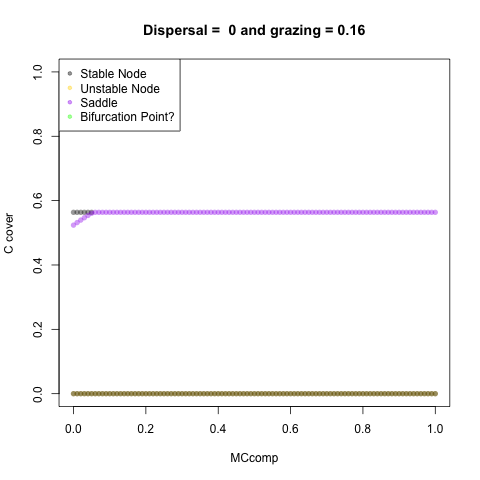 Dispersal =  0 and grazing = 0.16
Stable Node
Unstable Node
Saddle
Bifurcation Point?
C cover
1.0
0.8
0.6
0.4
0.2
0.0
0.0 0.2 0.4 0.6 0.8 1.0
MCcomp